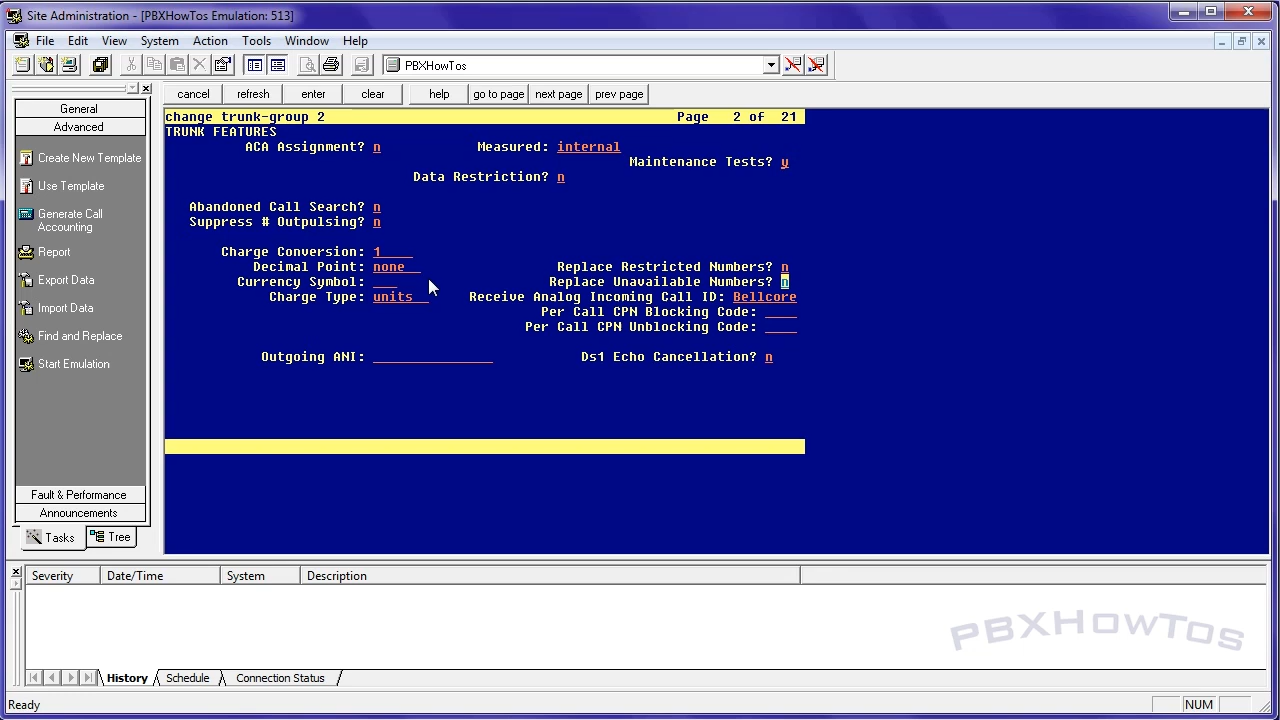 Site Administration - [PBXHowTos Emulation: 513]
File Edit View System Action Tools Window Help
PBXHowTos
cancel refresh enter clear help go to page next page prev page
General
Advanced
Create New Template
Use Template
Generate Call
Accounting
Report
Export Data
Import Data
Find and Replace
Start Emulation
Fault & Performance
Announcements
Tasks Tree
change trunk-group 2 Page 2 of 21
TRUNK FEATURES
ACA Assignment? n Measured: internal
Maintenance Tests? y
Data Restriction? n
Abandoned Call Search? n
Suppress # Outpulsing? n
Charge Conversion: 1
Decimal Point: none Replace Restricted Numbers? n
Currency Symbol: Replace Unavailable Numbers? n
Charge Type: units Receive Analog Incoming Call ID: Bellcore
Per Call CPN Blocking Code:
Per Call CPN Unblocking Code:
Outgoing ANI: Ds1 Echo Cancellation? n
Severity Date/Time System Description
PBXHowTos
History Schedule Connection Status
Ready NUM